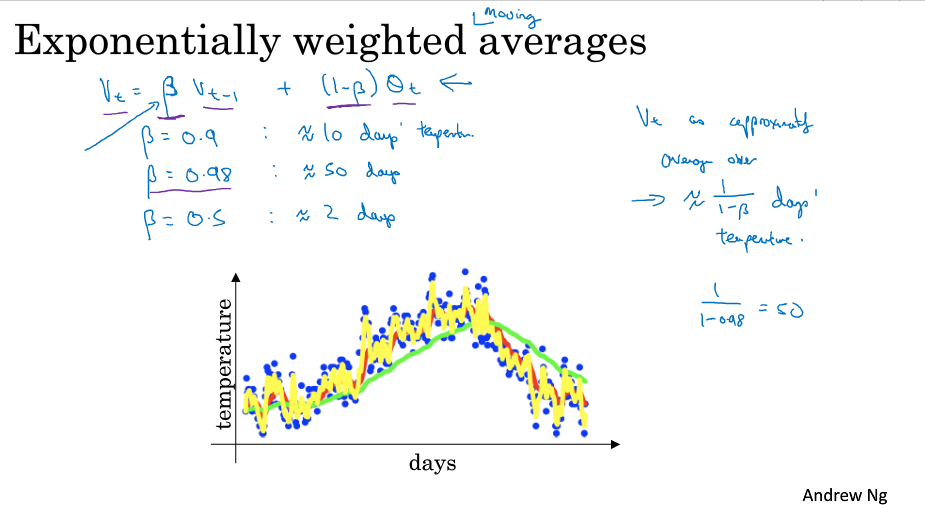 moving
Exponentially weighted averages
Vt = β Vt-1 + (1-β) θt ←
β = 0.9 : ≈ 10 days' temperature.
β = 0.98 : ≈ 50 days
β = 0.5 : ≈ 2 days
Vt as approximately
average over
→ ≈ 1/(1-β) days'
temperature.
1/(1-0.98) = 50
temperature
days
Andrew Ng